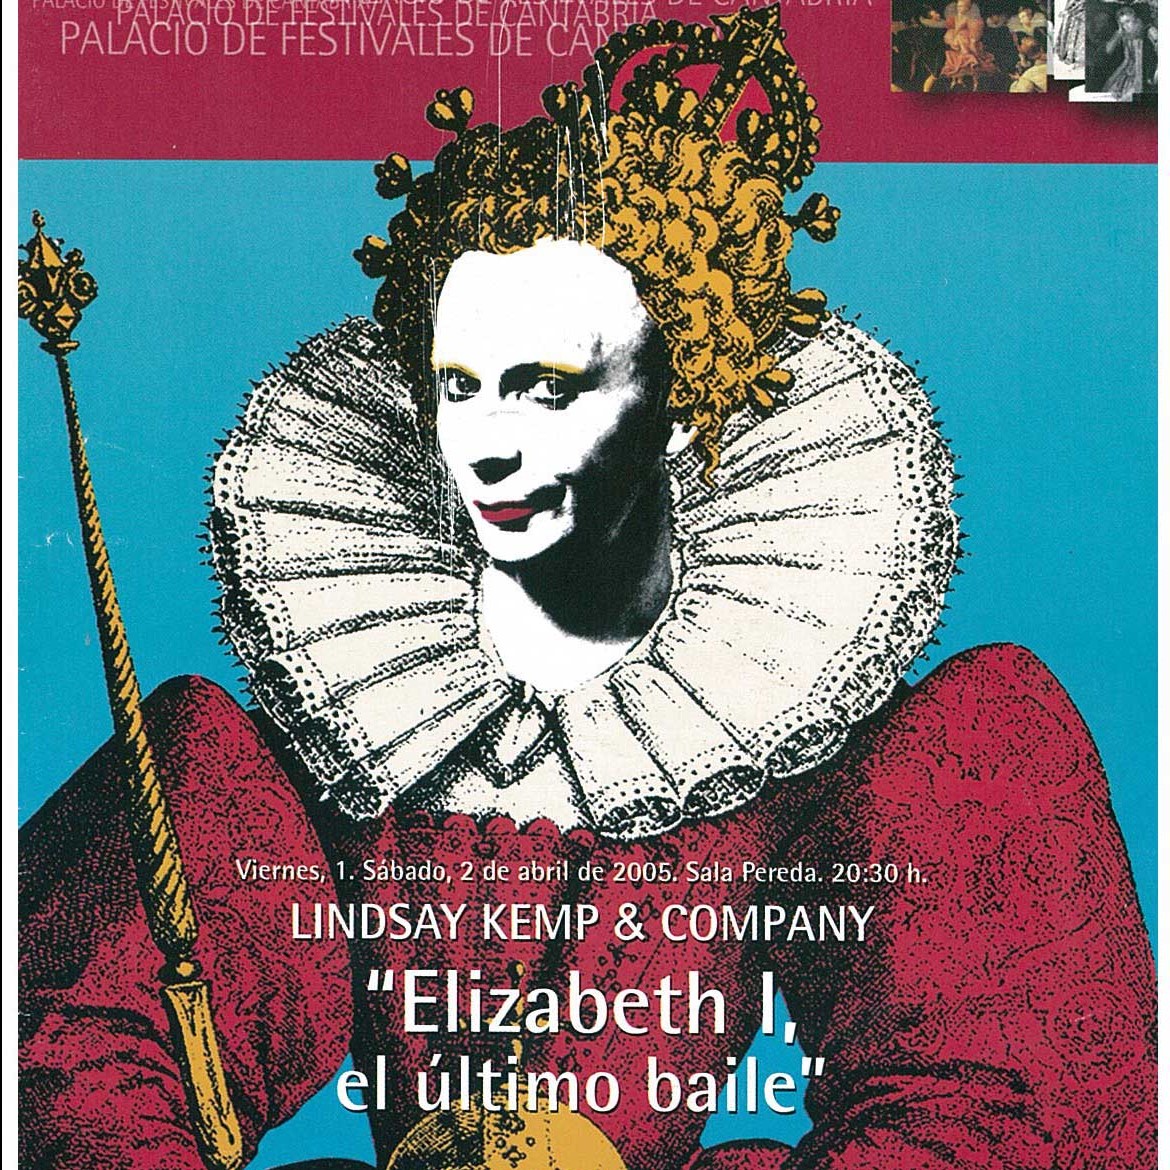 PALACIO DE FESTIVALES DE CANTABRIA
PALACIO DE FESTIVALES DE CAN
Viernes, 1. Sábado, 2 de abril de 2005. Sala Pereda. 20:30 h.
LINDSAY KEMP & COMPANY
“Elizabeth I,
el último baile”